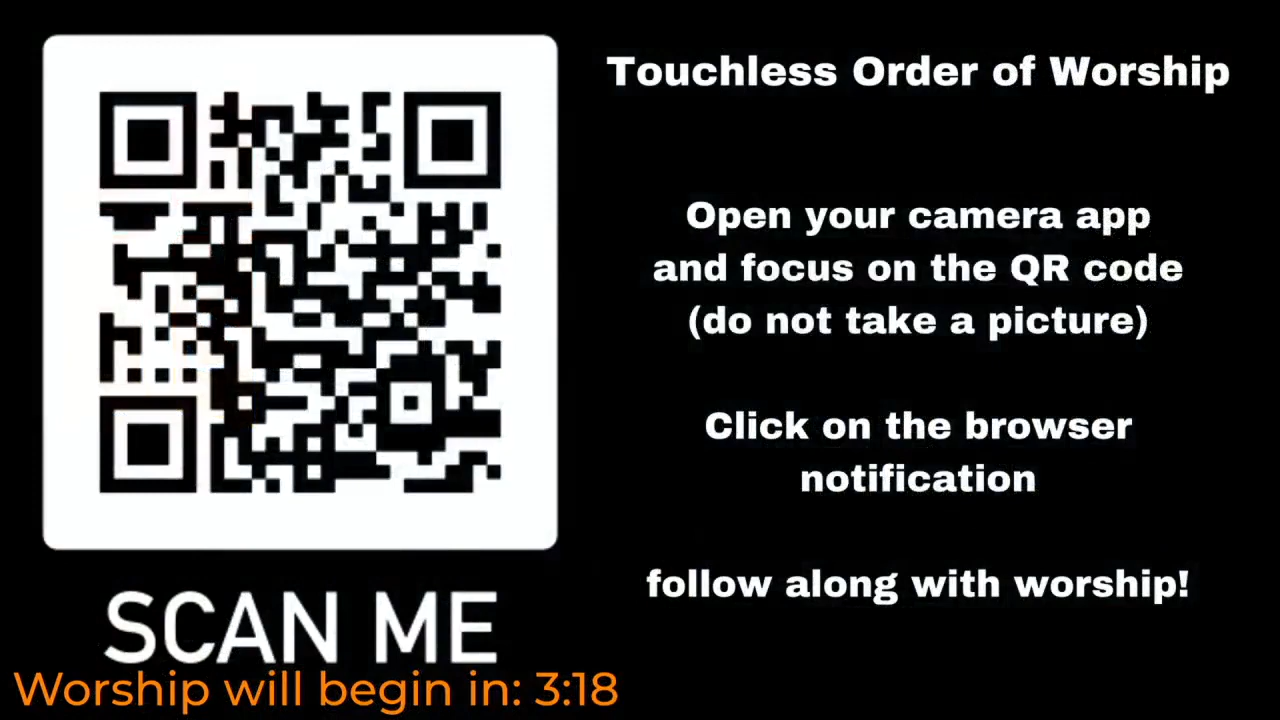 Touchless Order of Worship
Open your camera app
and focus on the QR code
(do not take a picture)
Click on the browser
notification
follow along with worship!
SCAN ME
Worship will begin in: 3:18